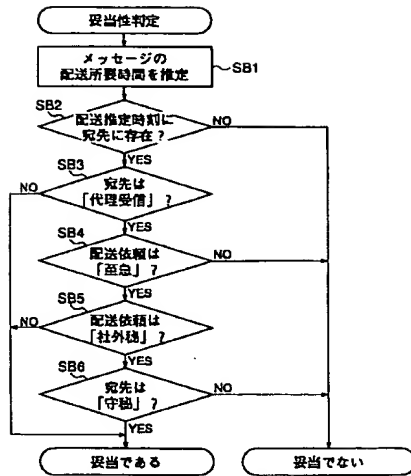 妥当性判定
メッセージの
配送所要時間を推定
SB1
SB2
配送推定時刻に
宛先に存在？
NO
YES
SB3
NO
宛先は
「代理受信」？
YES
SB4
配送依頼は
「至急」？
NO
YES
SB5
NO
配送依頼は
「社外秘」？
YES
SB6
宛先は
「守秘」？
NO
YES
妥当である
妥当でない